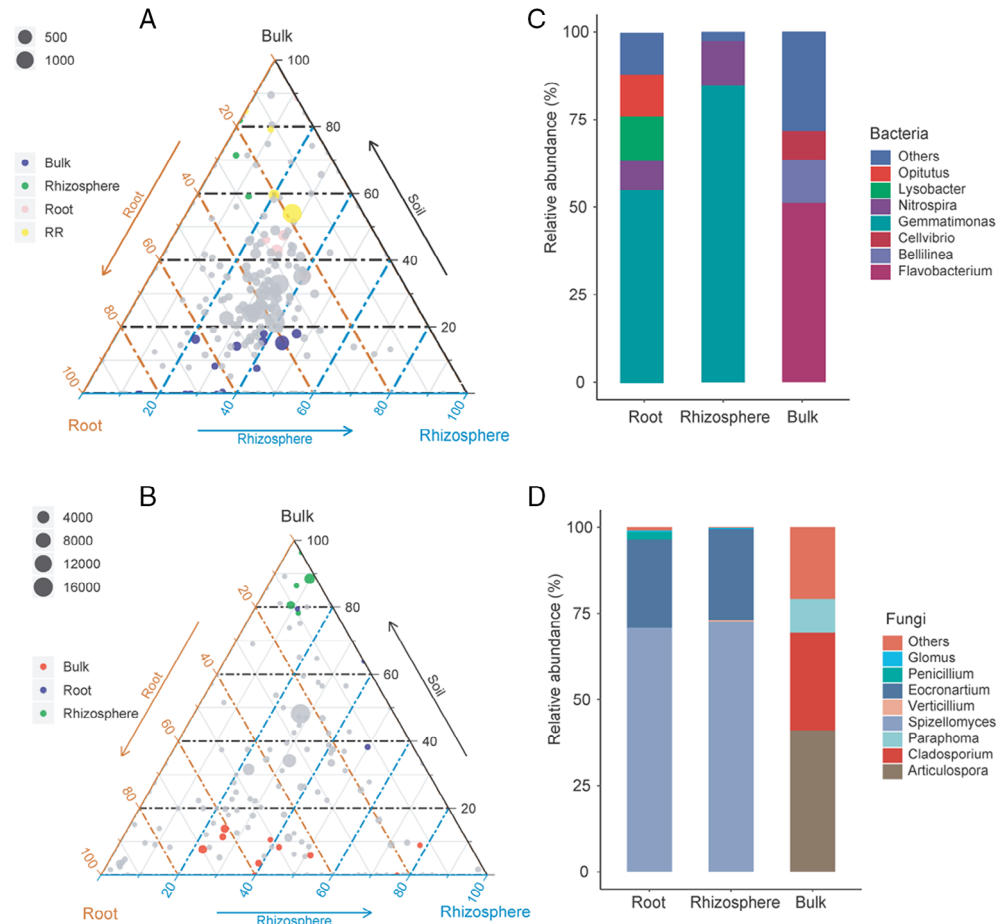 A
500
1000
Bulk
100
80
60
40
20
20
40
60
80
100
20
40
60
80
100
Root
Soil
Bulk
Rhizosphere
Root
RR
Root
Rhizosphere
Rhizosphere
C
Relative abundance (%)
100
75
50
25
0
Root
Rhizosphere
Bulk
Bacteria
Others
Opitutus
Lysobacter
Nitrospira
Gemmatimonas
Cellvibrio
Bellilinea
Flavobacterium
B
4000
8000
12000
16000
Bulk
100
80
60
40
20
20
40
60
80
100
20
40
60
80
100
Root
Soil
Bulk
Root
Rhizosphere
Root
Rhizosphere
Rhizosphere
D
Relative abundance (%)
100
75
50
25
0
Root
Rhizosphere
Bulk
Fungi
Others
Glomus
Penicillium
Eocronartium
Verticillium
Spizellomyces
Paraphoma
Cladosporium
Articulospora